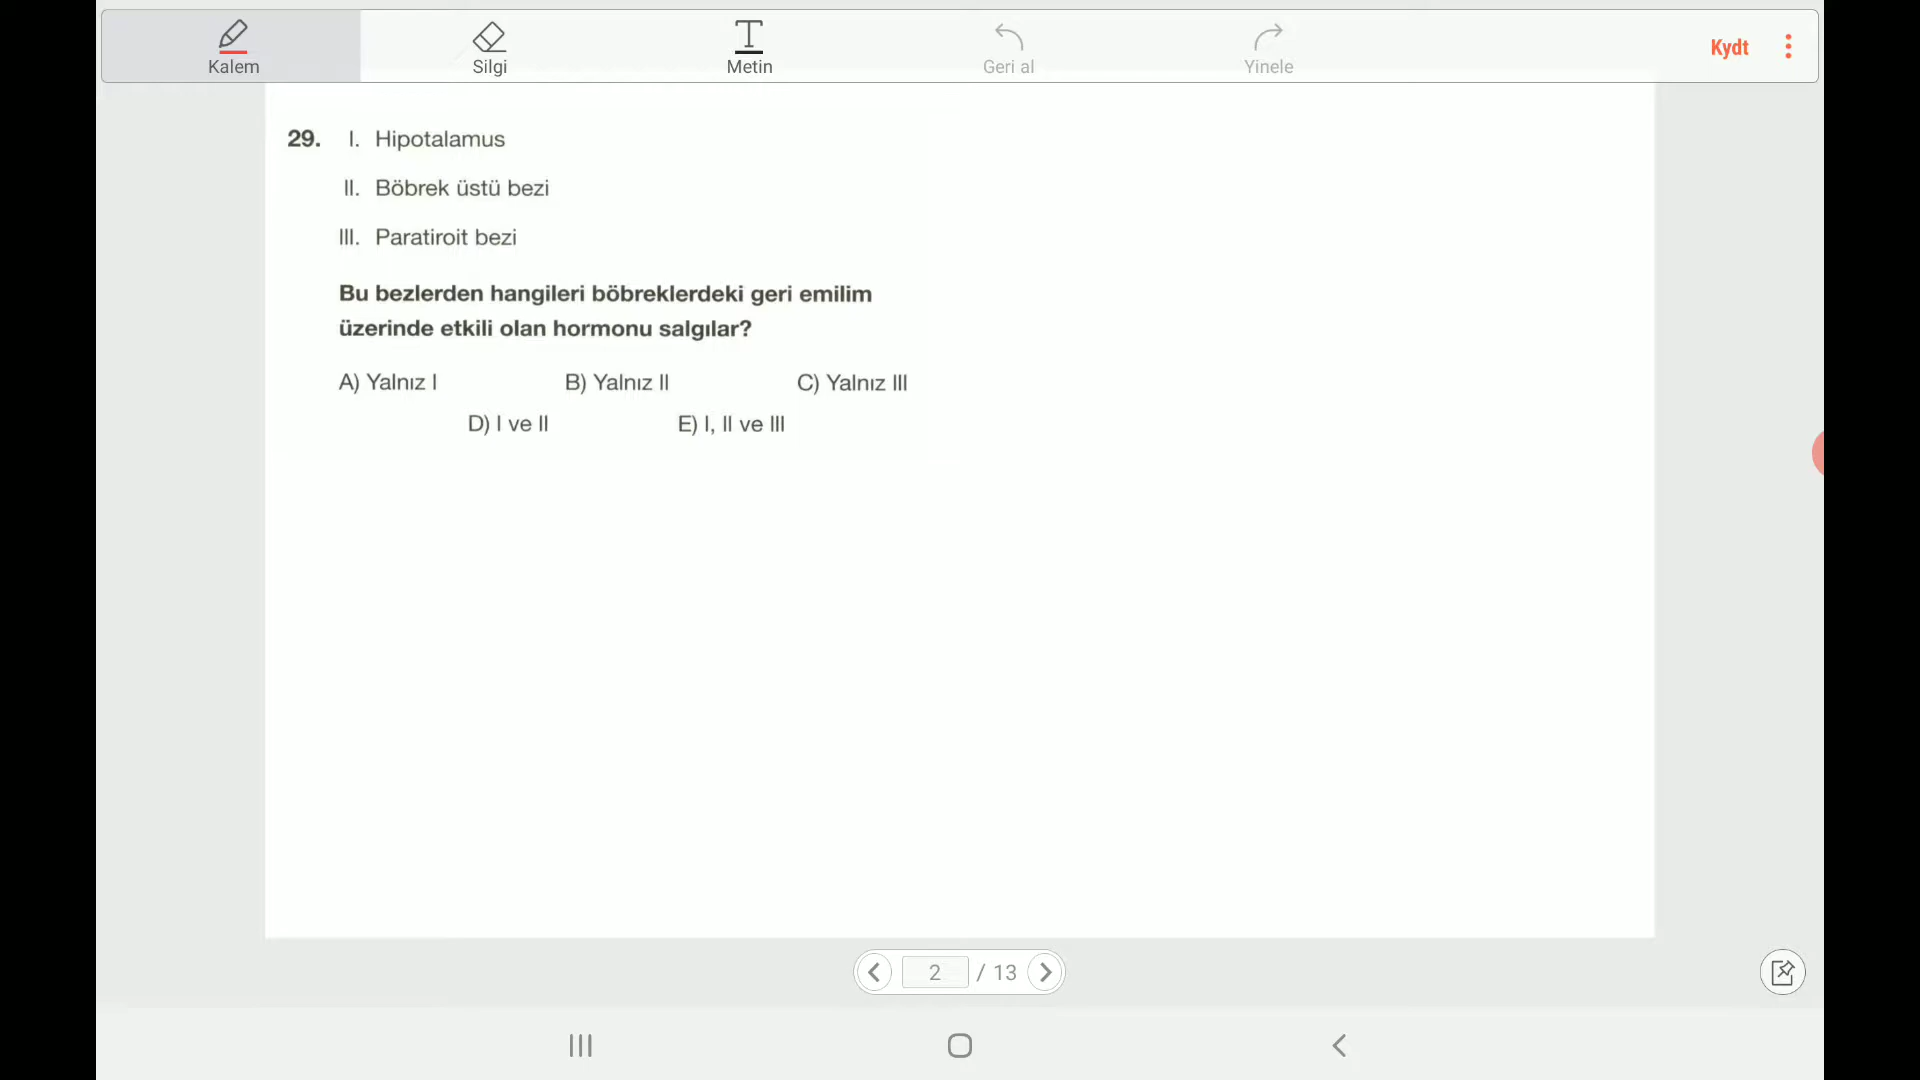 Kalem
Silgi
Metin
Geri al
Yinele
Kydt
29. I. Hipotalamus
II. Böbrek üstü bezi
III. Paratiroit bezi
Bu bezlerden hangileri böbreklerdeki geri emilim
üzerinde etkili olan hormonu salgılar?
A) Yalnız I
B) Yalnız II
C) Yalnız III
D) I ve II
E) I, II ve III
2 / 13